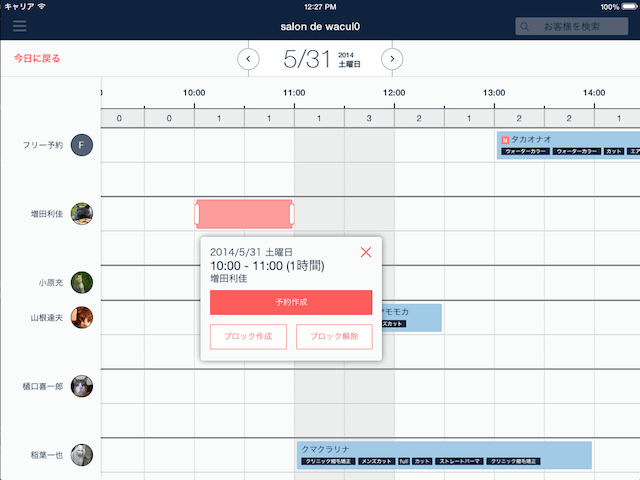 キャリア 12:27 PM 100%
salon de wacul0 お客様を検索
今日に戻る 5/31 2014 土曜日
10:00 11:00 12:00 13:00 14:00
0 0 1 1 1 3 2 1 2 2 1
フリー予約 F
タカオナオ
ウォーターカラー ウォーターカラー カット
増田利佳
2014/5/31 土曜日
10:00 - 11:00 (1時間)
増田利佳
予約作成
ブロック作成 ブロック解除
小原充
山根達夫
モモカ
ンズカット
樋口喜一郎
稲葉一也
クマクラリナ
クリニック縮毛矯正 メンズカット full カット ストレートパーマ クリニック縮毛矯正